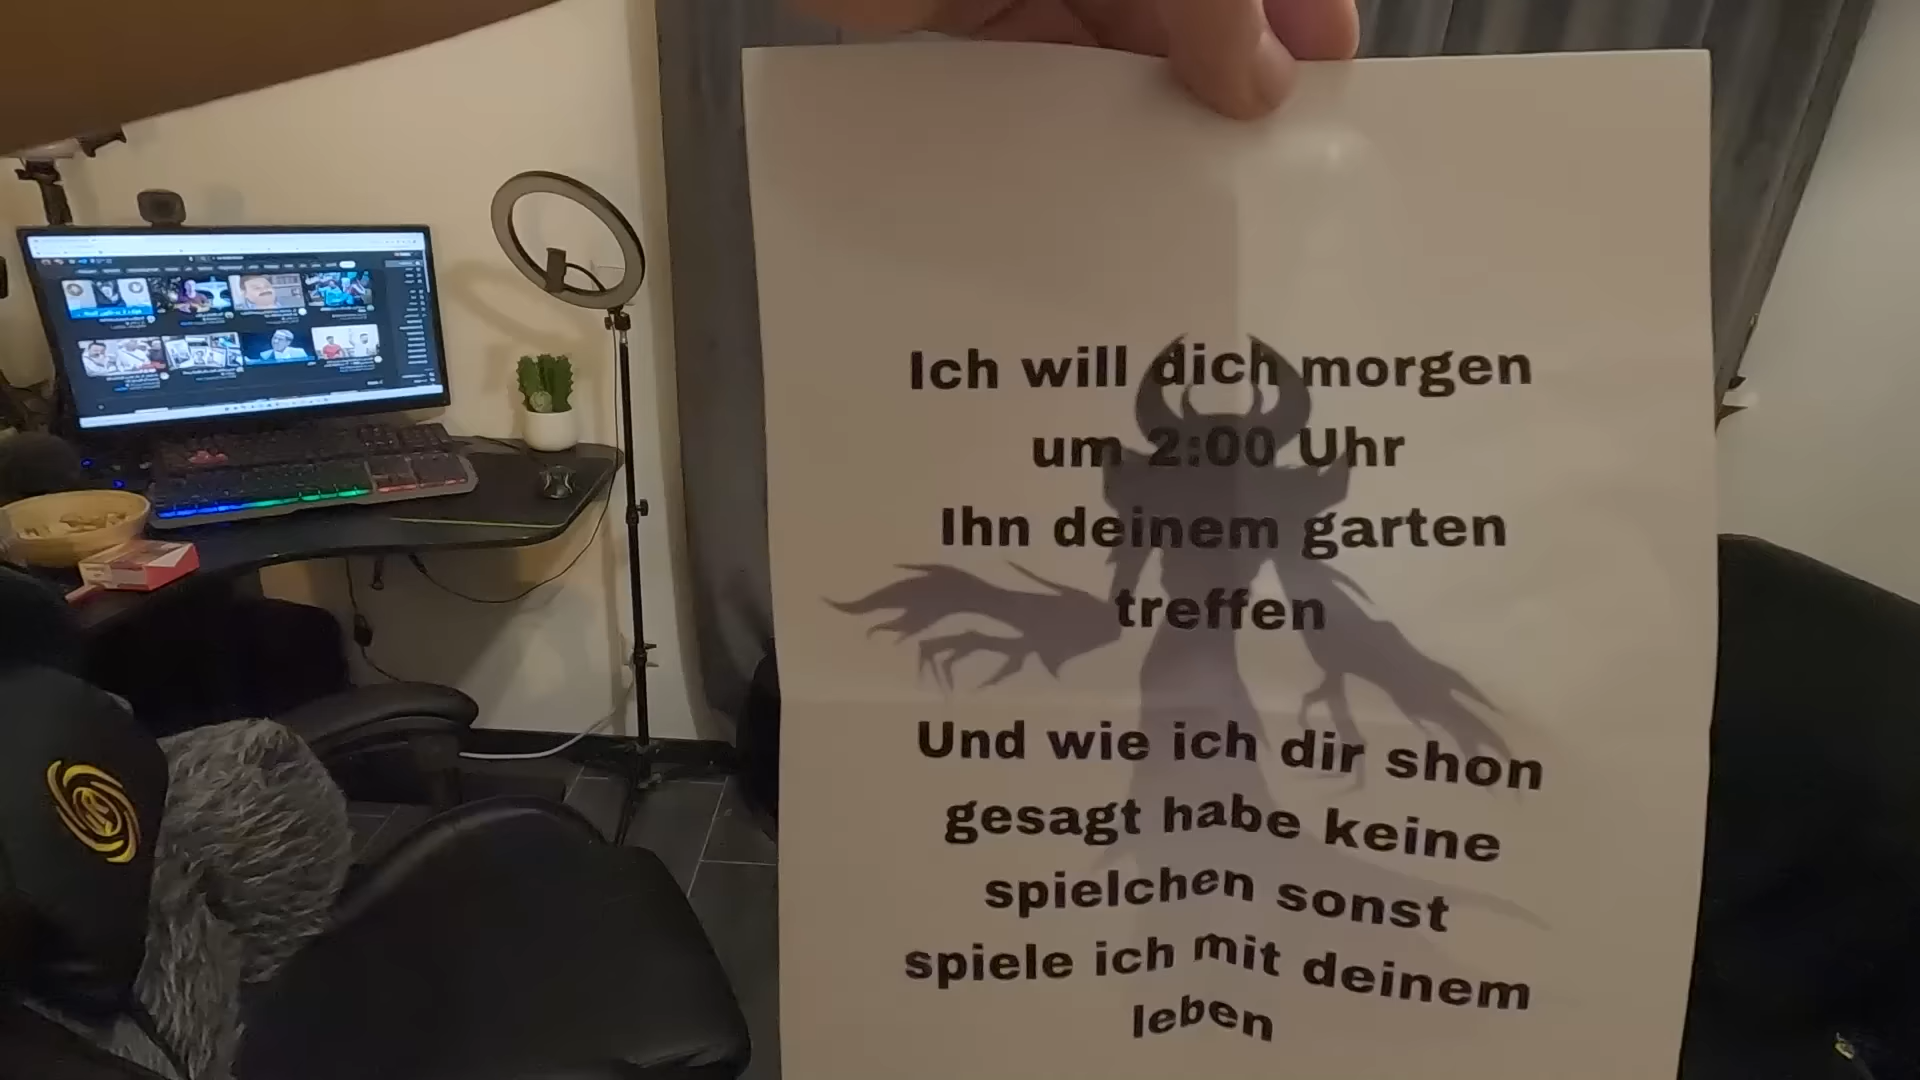 Ich will dich morgen
um 2:00 Uhr
Ihn deinem garten
treffen
Und wie ich dir shon
gesagt habe keine
spielchen sonst
spiele ich mit deinem
leben